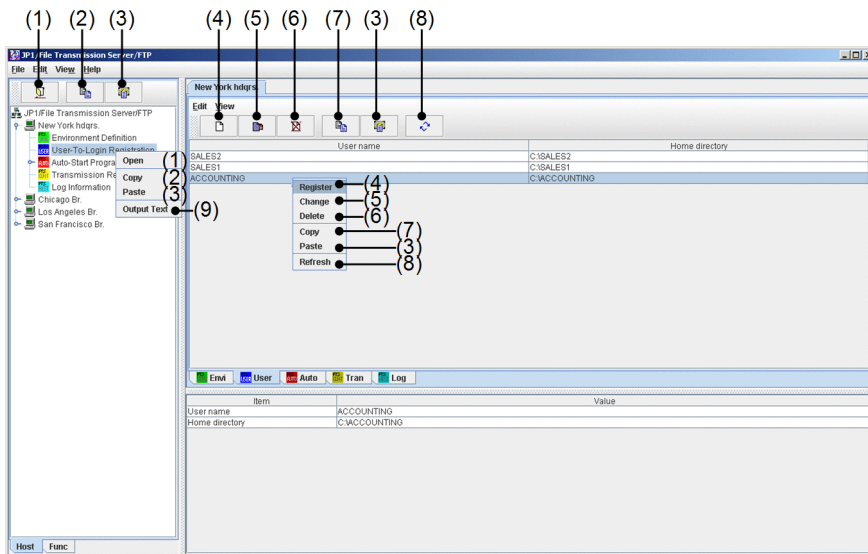 (1) (2) (3) (4) (5) (6) (7) (3) (8)
JP1/File Transmission Server/FTP
File Edit View Help
New York hdqrs.
Edit View
JP1/File Transmission Server/FTP
New York hdqrs.
Environment Definition
User-To-Login Registration
Auto-Start Progra
Transmission Re
Log Information
Chicago Br.
Los Angeles Br.
San Francisco Br.
Open (1)
Copy (2)
Paste (3)
Output Text (9)
User name Home directory
SALES2 C:\SALES2
SALES1 C:\SALES1
ACCOUNTING C:\ACCOUNTING
Register (4)
Change (5)
Delete (6)
Copy (7)
Paste (3)
Refresh (8)
Envi User Auto Tran Log
Item Value
User name ACCOUNTING
Home directory C:\ACCOUNTING
Host Func